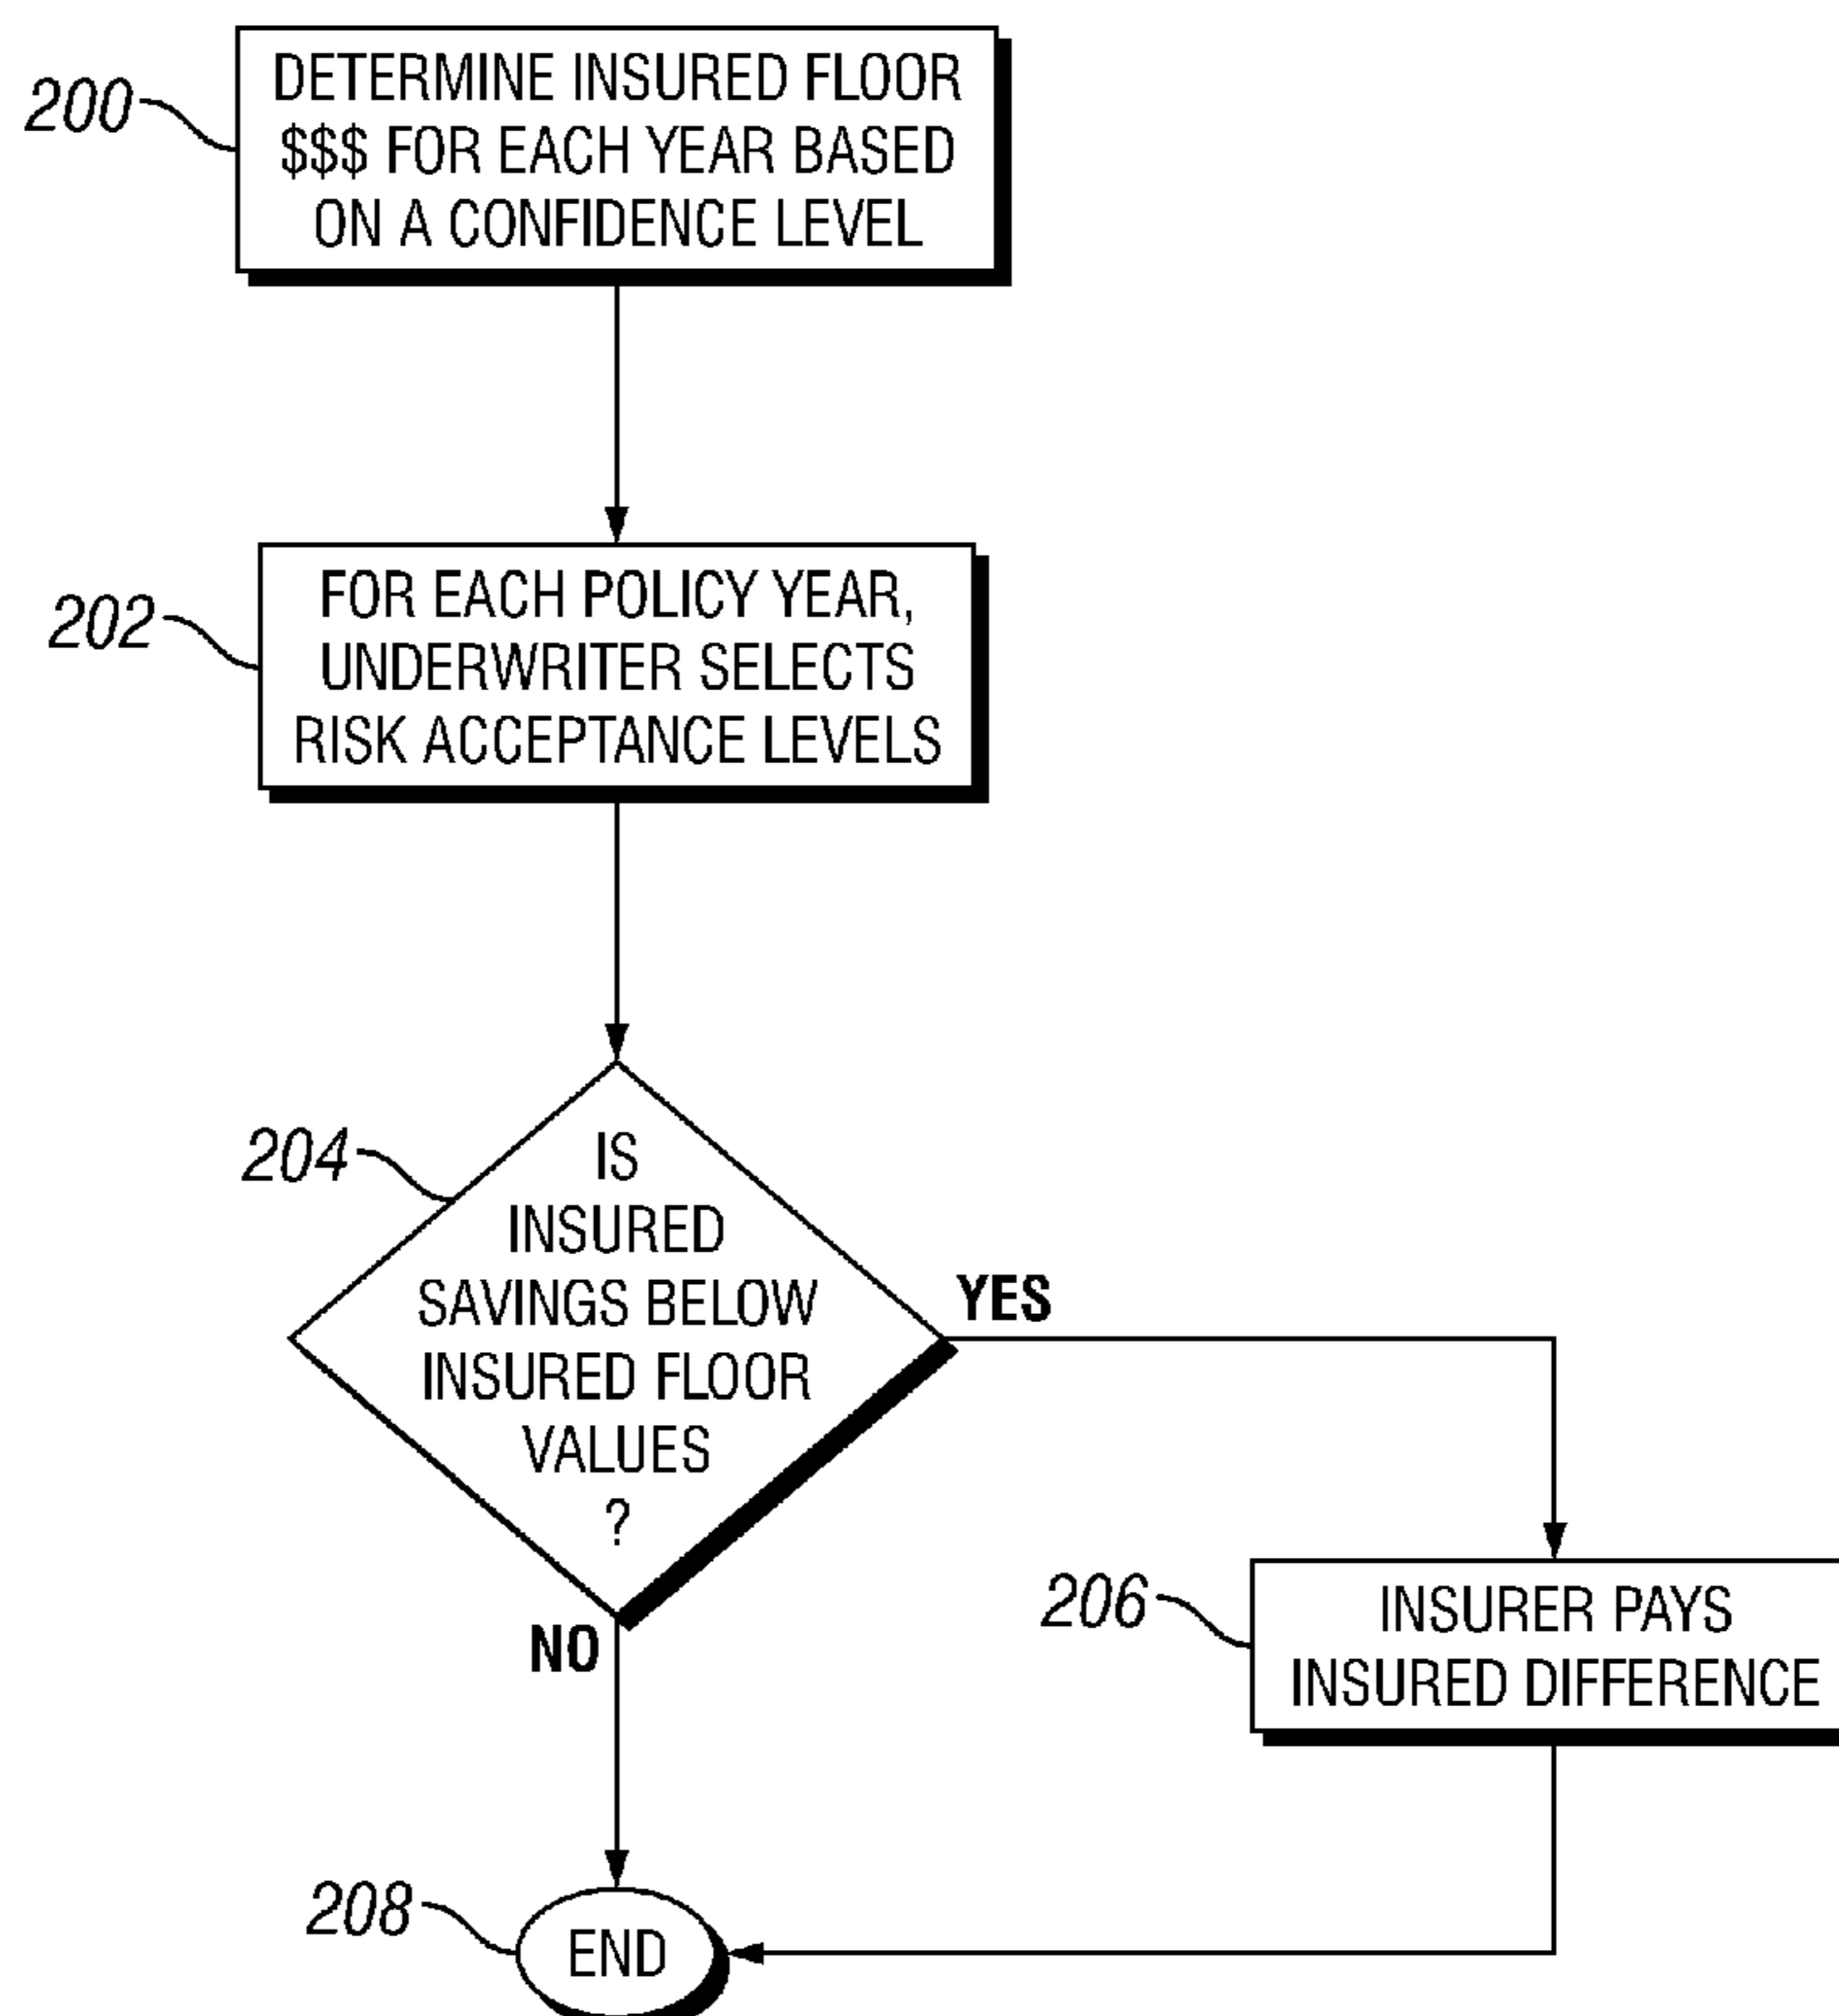 200
DETERMINE INSURED FLOOR
$$$ FOR EACH YEAR BASED
ON A CONFIDENCE LEVEL
202
FOR EACH POLICY YEAR,
UNDERWRITER SELECTS
RISK ACCEPTANCE LEVELS
204
IS
INSURED
SAVINGS BELOW
INSURED FLOOR
VALUES
?
YES
NO
206
INSURER PAYS
INSURED DIFFERENCE
208
END